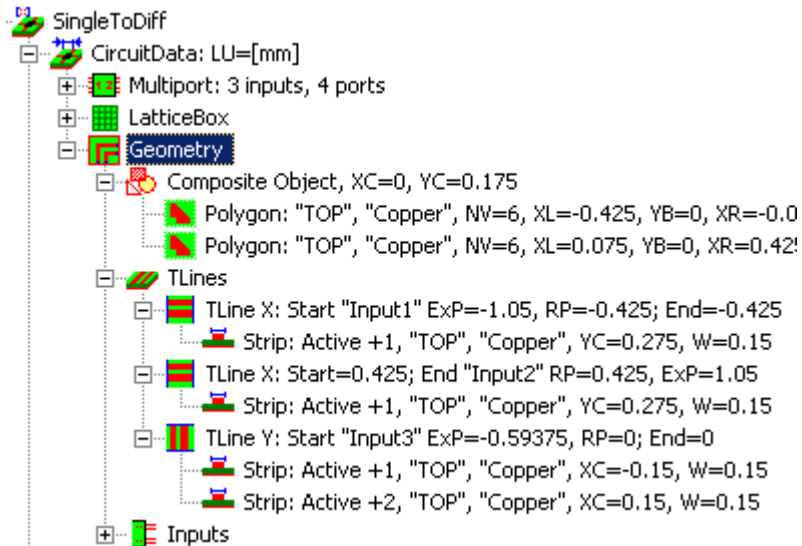 SingleToDiff
CircuitData: LU=[mm]
Multiport: 3 inputs, 4 ports
LatticeBox
Geometry
Composite Object, XC=0, YC=0.175
Polygon: "TOP", "Copper", NV=6, XL=-0.425, YB=0, XR=-0.0
Polygon: "TOP", "Copper", NV=6, XL=0.075, YB=0, XR=0.425
TLines
TLine X: Start "Input1" ExP=-1.05, RP=-0.425; End=-0.425
Strip: Active +1, "TOP", "Copper", YC=0.275, W=0.15
TLine X: Start=0.425; End "Input2" RP=0.425, ExP=1.05
Strip: Active +1, "TOP", "Copper", YC=0.275, W=0.15
TLine Y: Start "Input3" ExP=-0.59375, RP=0; End=0
Strip: Active +1, "TOP", "Copper", XC=-0.15, W=0.15
Strip: Active +2, "TOP", "Copper", XC=0.15, W=0.15
Inputs